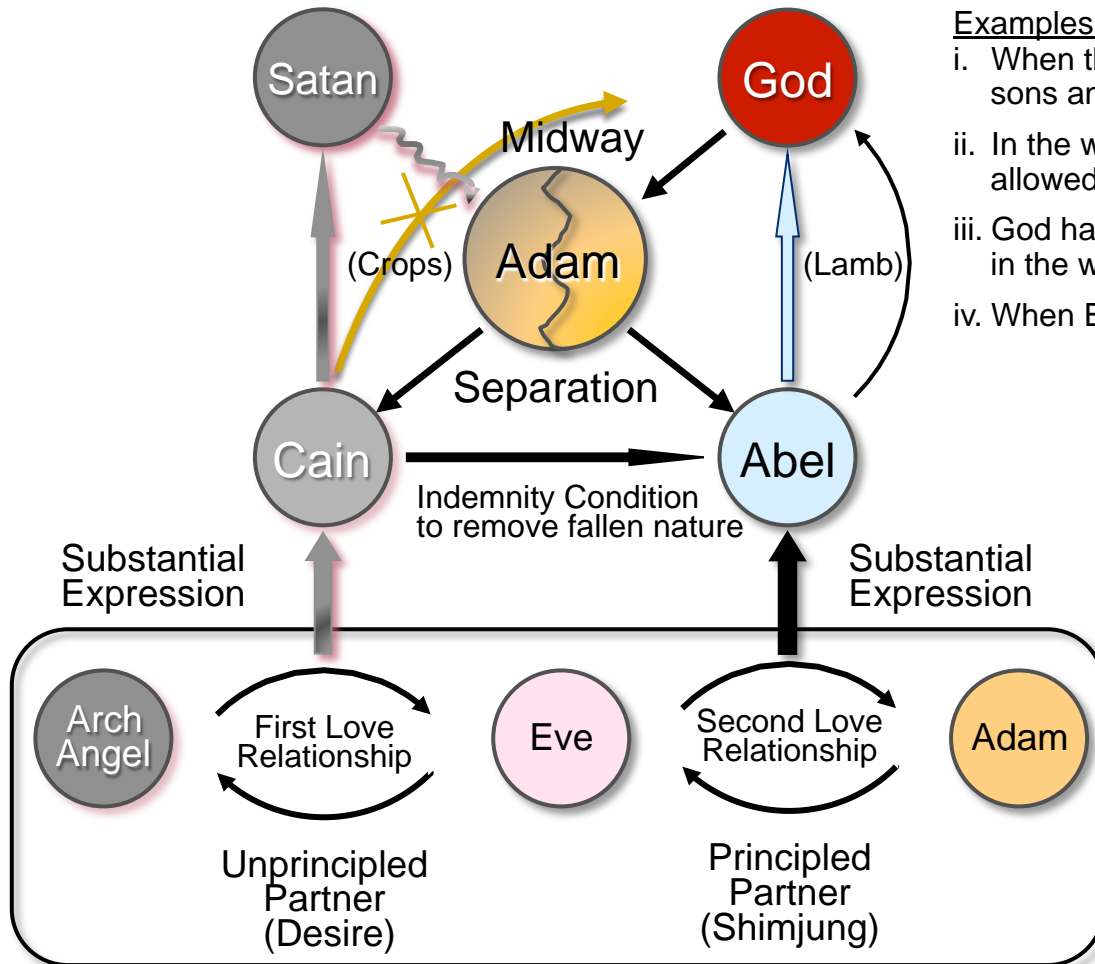 Examples
i. When th
sons ar
ii. In the w
allowed
iii. God ha
in the w
iv. When E
Satan
God
Midway
Adam
(Crops)
(Lamb)
Separation
Cain
Abel
Indemnity Condition
to remove fallen nature
Substantial
Expression
Substantial
Expression
Arch
Angel
First Love
Relationship
Eve
Second Love
Relationship
Adam
Unprincipled
Partner
(Desire)
Principled
Partner
(Shimjung)